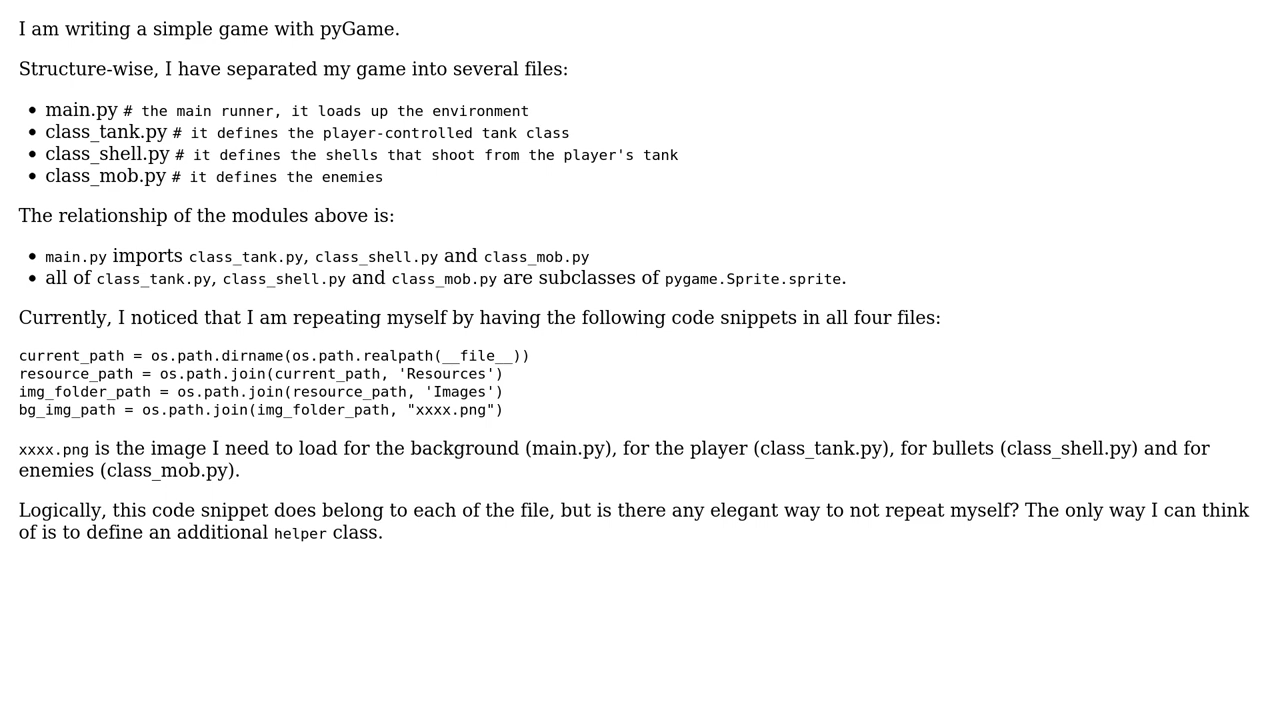 I am writing a simple game with pyGame.
Structure-wise, I have separated my game into several files:
• main.py # the main runner, it loads up the environment
• class_tank.py # it defines the player-controlled tank class
• class_shell.py # it defines the shells that shoot from the player's tank
• class_mob.py # it defines the enemies
The relationship of the modules above is:
• main.py imports class_tank.py, class_shell.py and class_mob.py
• all of class_tank.py, class_shell.py and class_mob.py are subclasses of pygame.Sprite.sprite.
Currently, I noticed that I am repeating myself by having the following code snippets in all four files:
current_path = os.path.dirname(os.path.realpath(__file__))
resource_path = os.path.join(current_path, 'Resources')
img_folder_path = os.path.join(resource_path, 'Images')
bg_img_path = os.path.join(img_folder_path, "xxxx.png")
xxxx.png is the image I need to load for the background (main.py), for the player (class_tank.py), for bullets (class_shell.py) and for
enemies (class_mob.py).
Logically, this code snippet does belong to each of the file, but is there any elegant way to not repeat myself? The only way I can think
of is to define an additional helper class.